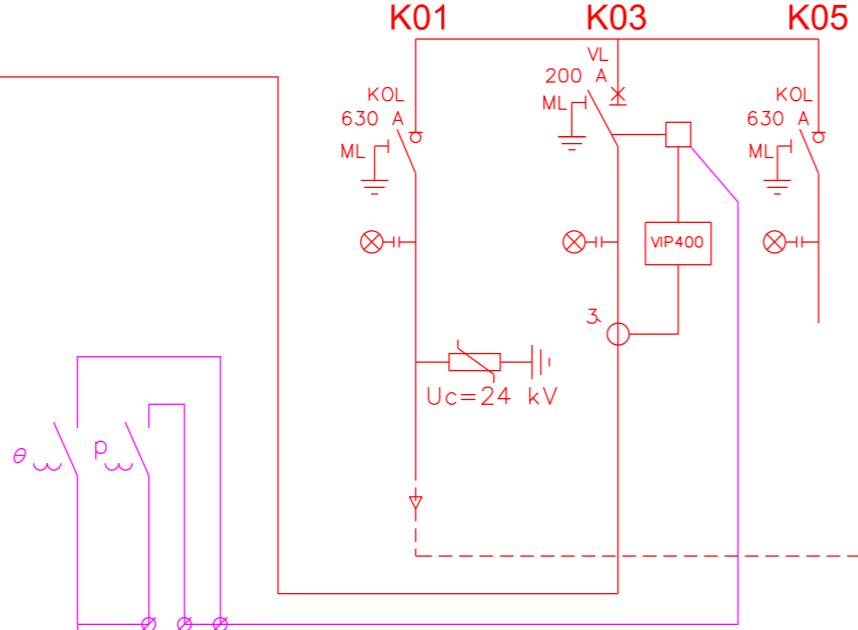 K01
K03
K05
VL
200 A
ML
KOL
630 A
ML
KOL
630 A
ML
VIP400
3
Uc=24 kV
θ
p